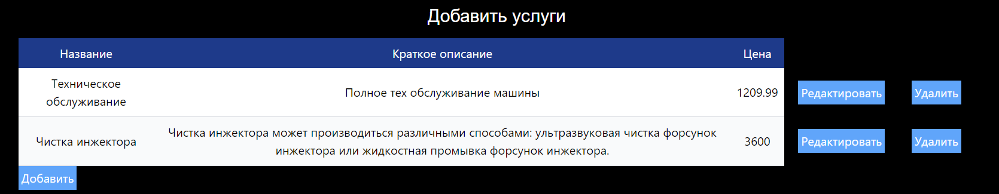 Добавить услуги
Название Краткое описание Цена
Техническое
обслуживание
Полное тех обслуживание машины
1209.99
Редактировать
Удалить
Чистка инжектора
Чистка инжектора может производиться различными способами: ультразвуковая чистка форсунок
инжектора или жидкостная промывка форсунок инжектора.
3600
Редактировать
Удалить
Добавить